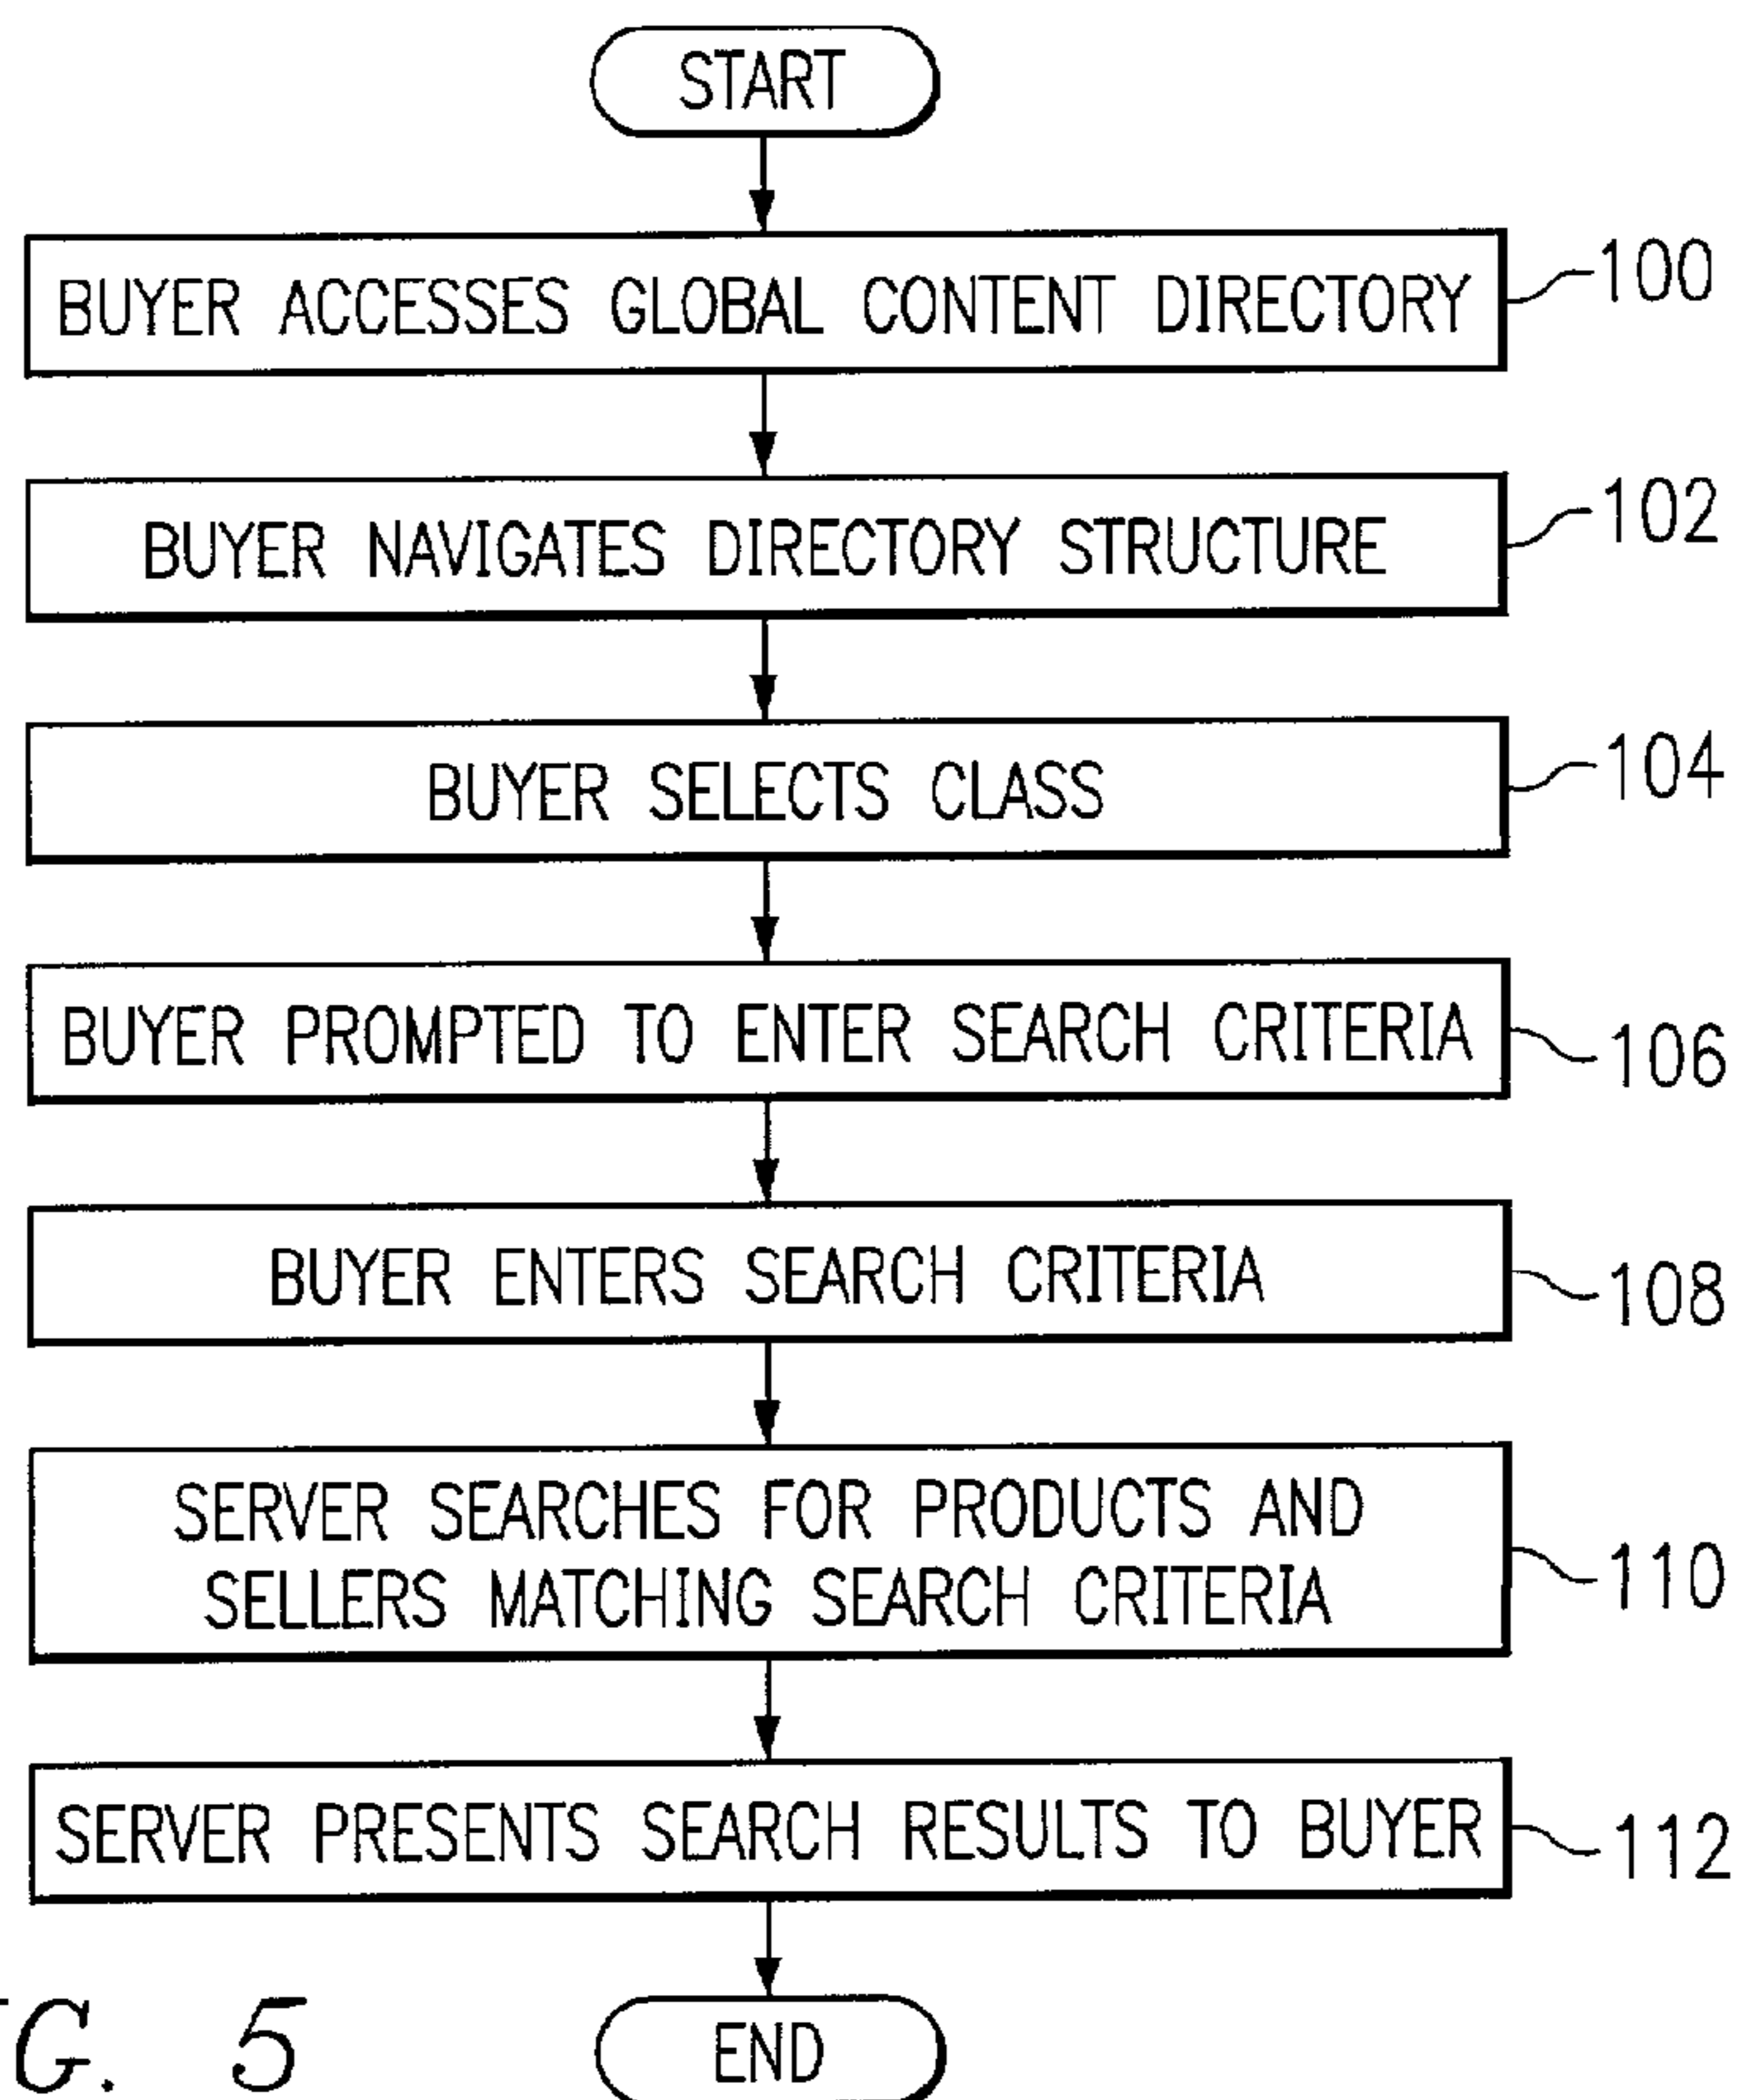 START
BUYER ACCESSES GLOBAL CONTENT DIRECTORY
100
BUYER NAVIGATES DIRECTORY STRUCTURE
102
BUYER SELECTS CLASS
104
BUYER PROMPTED TO ENTER SEARCH CRITERIA
106
BUYER ENTERS SEARCH CRITERIA
108
SERVER SEARCHES FOR PRODUCTS AND
SELLERS MATCHING SEARCH CRITERIA
110
SERVER PRESENTS SEARCH RESULTS TO BUYER
112
END
G. 5